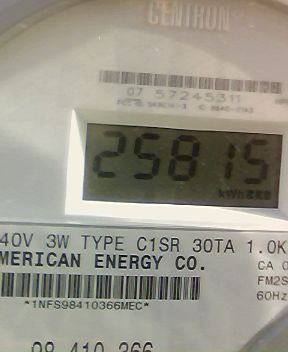 CENTRON
07 57245311
25815
kWh
40V 3W TYPE C1SR 30TA 1.0K
MERICAN ENERGY CO.
CA 0
FM2S
*1NFS98410366MEC*
60Hz
98 410 366